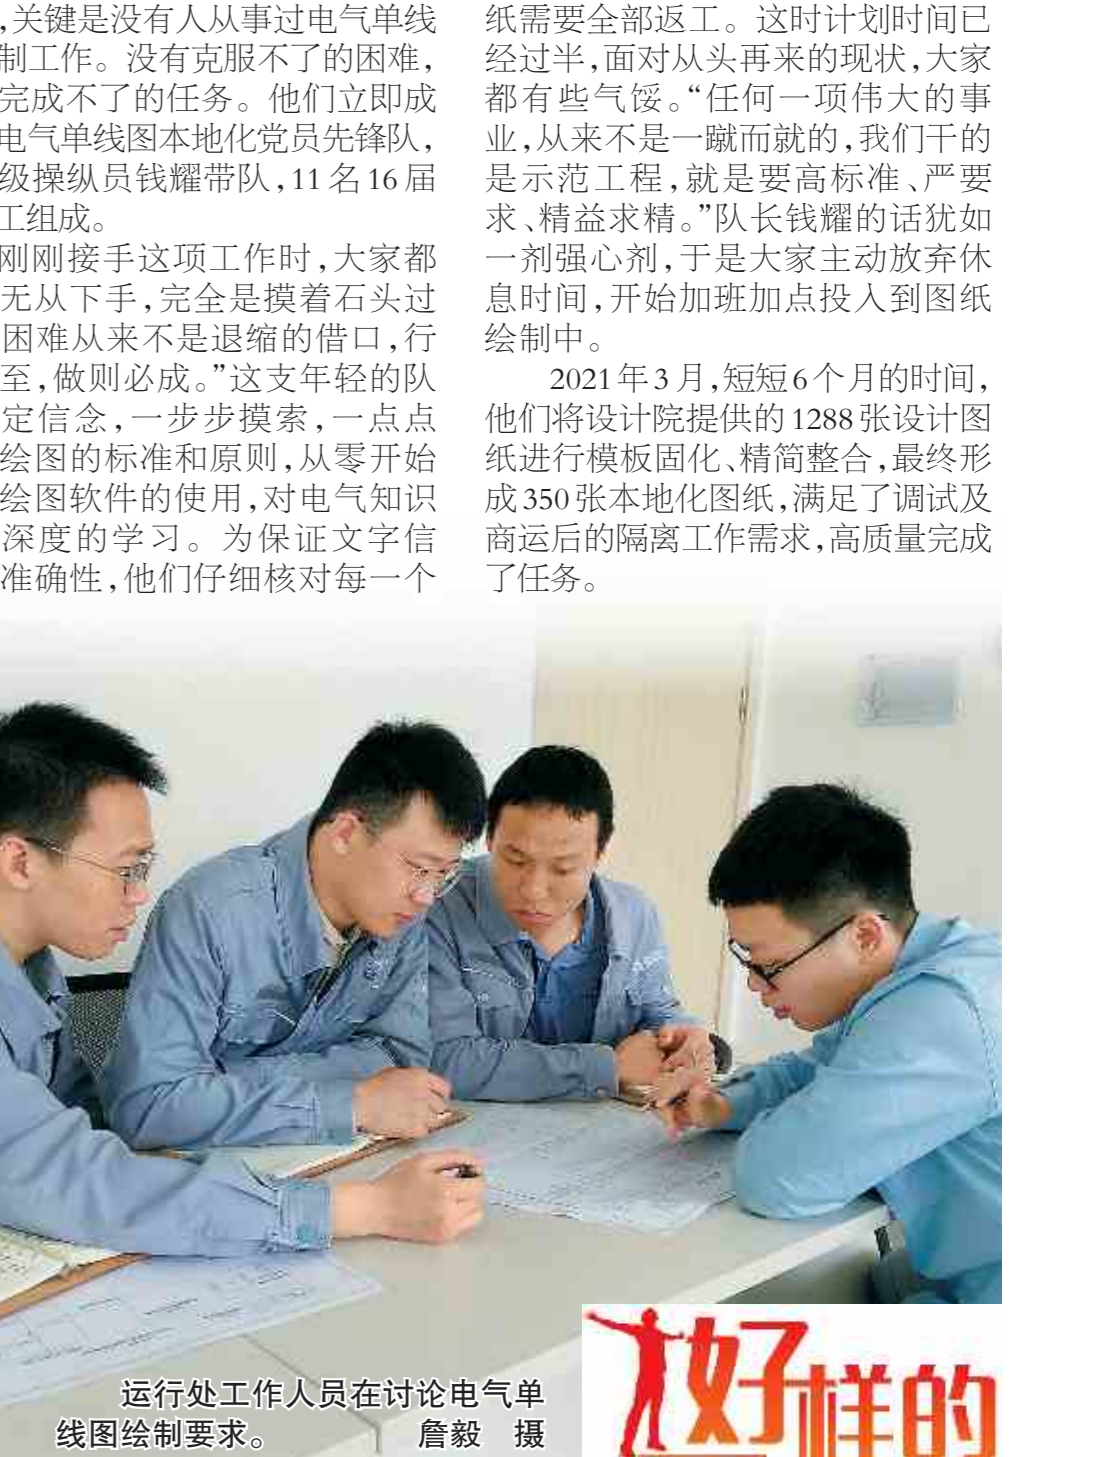 ,关键是没有人从事过电气单线
制工作。没有克服不了的困难,
完成不了的任务。他们立即成
电气单线图本地化党员先锋队,
级操纵员钱耀带队,11名16届
工组成。
刚刚接手这项工作时,大家都
无从下手,完全是摸着石头过
困难从来不是退缩的借口,行
至,做则必成。”这支年轻的队
定信念,一步步摸索,一点点
绘图的标准和原则,从零开始
绘图软件的使用,对电气知识
深度的学习。为保证文字信
准确性,他们仔细核对每一个
纸需要全部返工。这时计划时间已
经过半,面对从头再来的现状,大家
都有些气馁。“任何一项伟大的事
业,从来不是一蹴而就的,我们干的
是示范工程,就是要高标准、严要
求、精益求精。”队长钱耀的话犹如
一剂强心剂,于是大家主动放弃休
息时间,开始加班加点投入到图纸
绘制中。
2021年3月,短短6个月的时间,
他们将设计院提供的1288张设计图
纸进行模板固化、精简整合,最终形
成350张本地化图纸,满足了调试及
商运后的隔离工作需求,高质量完成
了任务。
运行处工作人员在讨论电气单
线图绘制要求。 詹毅 摄
好样的